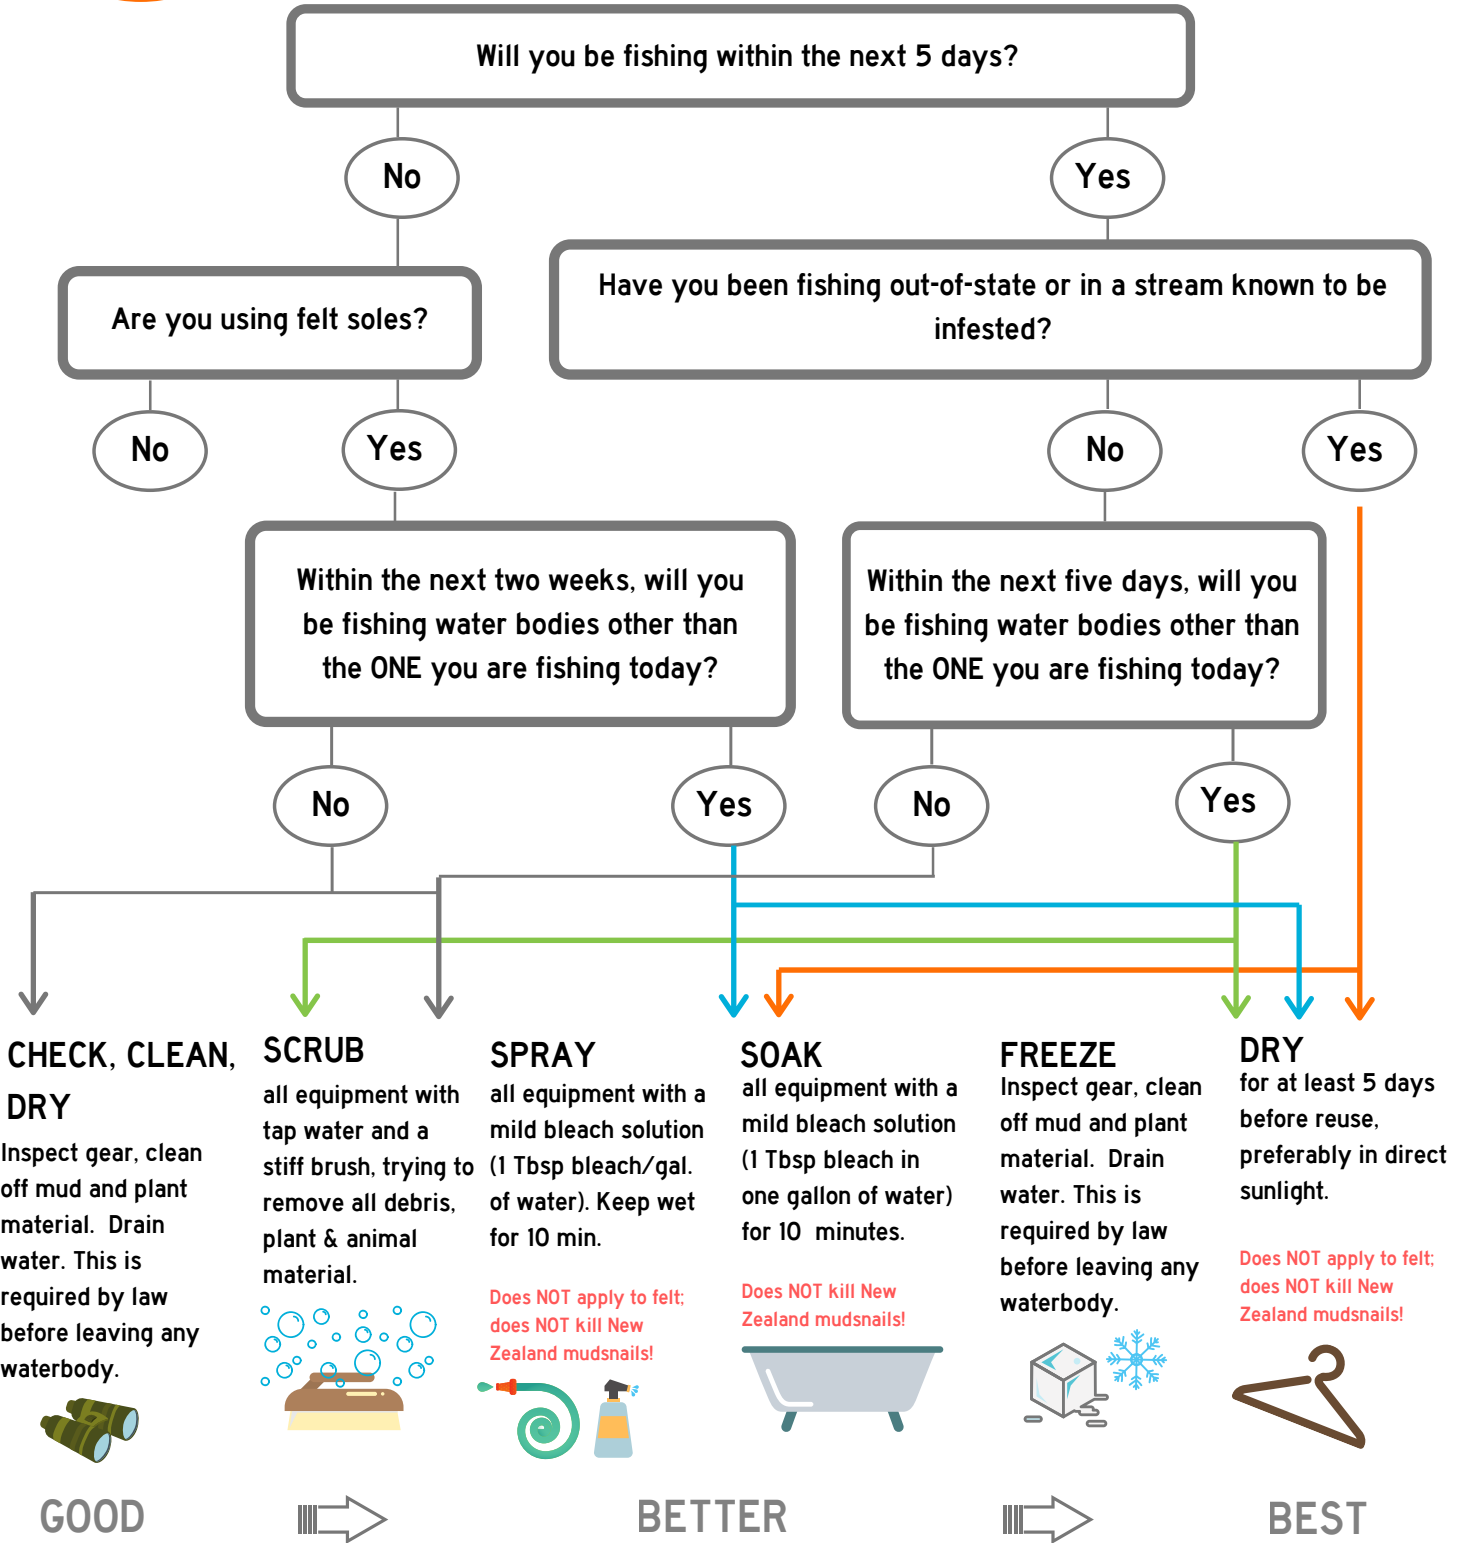 Will you be fishing within the next 5 days?
No
Yes
Are you using felt soles?
Have you been fishing out-of-state or in a stream known to be
infested?
No
Yes
No
Yes
Within the next two weeks, will you
be fishing water bodies other than
the ONE you are fishing today?
Within the next five days, will you
be fishing water bodies other than
the ONE you are fishing today?
No
Yes
No
Yes
CHECK, CLEAN,
DRY
Inspect gear, clean
off mud and plant
material. Drain
water. This is
required by law
before leaving any
waterbody.
SCRUB
all equipment with
tap water and a
stiff brush, trying to
remove all debris,
plant & animal
material.
SPRAY
all equipment with a
mild bleach solution
(1 Tbsp bleach/gal.
of water). Keep wet
for 10 min.
Does NOT apply to felt;
does NOT kill New
Zealand mudsnails!
SOAK
all equipment with a
mild bleach solution
(1 Tbsp bleach in
one gallon of water)
for 10 minutes.
Does NOT kill New
Zealand mudsnails!
FREEZE
Inspect gear, clean
off mud and plant
material. Drain
water. This is
required by law
before leaving any
waterbody.
DRY
for at least 5 days
before reuse,
preferably in direct
sunlight.
Does NOT apply to felt;
does NOT kill New
Zealand mudsnails!
GOOD
BETTER
BEST